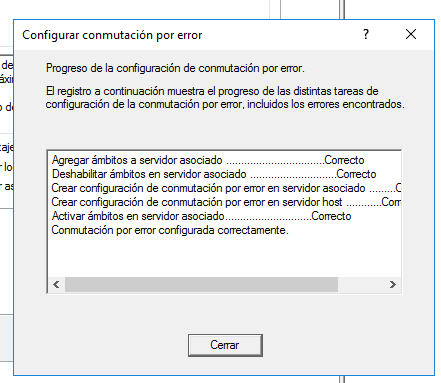 Configurar conmutación por error
Progreso de la configuración de conmutación por error.
El registro a continuación muestra el progreso de las distintas tareas de
configuración de la conmutación por error, incluidos los errores encontrados.
Agregar ámbitos a servidor asociado ..................................Correcto
Deshabilitar ámbitos en servidor asociado ..............................Correcto
Crear configuración de conmutación por error en servidor asociado .........C
Crear configuración de conmutación por error en servidor host ............Corr
Activar ámbitos en servidor asociado..............................Correcto
Conmutación por error configurada correctamente.
Cerrar